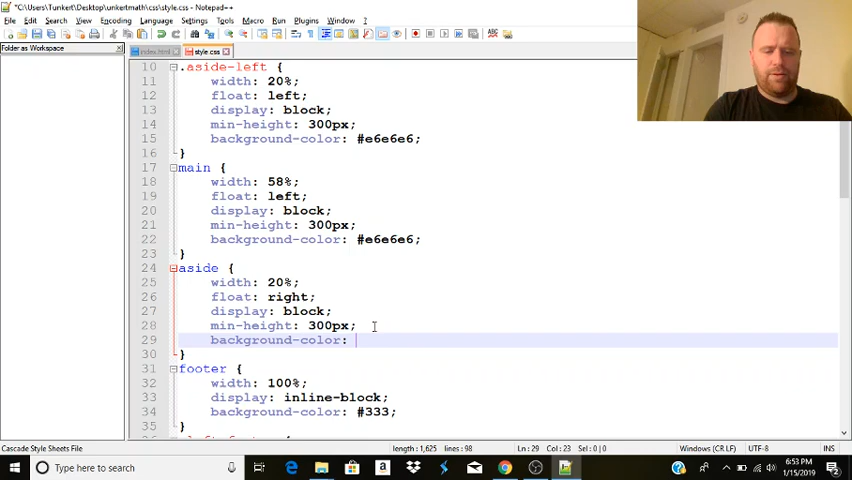 *C:\Users\Tunkert\Desktop\unkertmath\css\style.css - Notepad++
File Edit Search View Encoding Language Settings Tools Macro Run Plugins Window ?
Folder as Workspace
index.html style.css
10 .aside-left {
11 width: 20%;
12 float: left;
13 display: block;
14 min-height: 300px;
15 background-color: #e6e6e6;
16 }
17 main {
18 width: 58%;
19 float: left;
20 display: block;
21 min-height: 300px;
22 background-color: #e6e6e6;
23 }
24 aside {
25 width: 20%;
26 float: right;
27 display: block;
28 min-height: 300px;
29 background-color:
30 }
31 footer {
32 width: 100%;
33 display: inline-block;
34 background-color: #333;
35 }
Cascade Style Sheets File length : 1,625 lines : 98 Ln : 29 Col : 23 Sel : 0 | 0 Windows (CR LF) UTF-8 INS
Type here to search
6:53 PM
1/15/2019